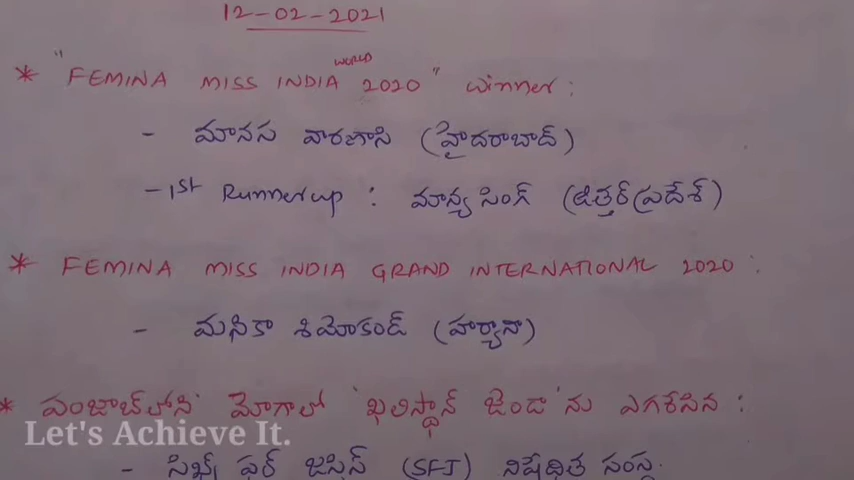 12-02-2021
* "FEMINA MISS INDIA WORLD 2020" winner :
- మానస వారణాసి (హైదరాబాద్)
- 1st Runnerup : మాన్య సింగ్ (ఉత్తర్ ప్రదేశ్)
* FEMINA MISS INDIA GRAND INTERNATIONAL 2020 :
- మనికా శియోకండ్ (హర్యానా)
* పంజాబ్‌లోని మోగాలో 'ఖలిస్థాన్ జెండా'ను ఎగరేసిన :
Let's Achieve It.
- సిఖ్స్ ఫర్ జస్టిస్ (SFJ) నిషేధిత సంస్థ.